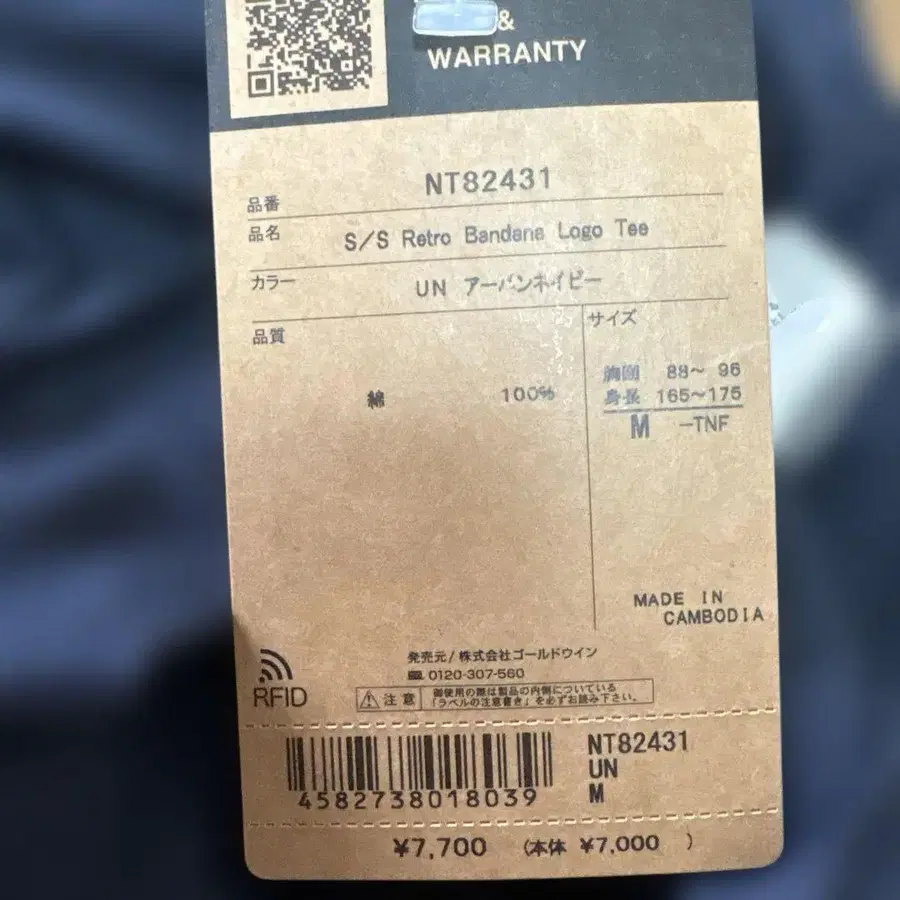 &
WARRANTY
品番 NT82431
品名 S/S Retro Bandana Logo Tee
カラー UN アーバンネイビー
品質
綿 100%
サイズ
胸囲 88~ 96
身長 165~175
M -TNF
MADE IN
CAMBODIA
発売元/株式会社ゴールドウイン
0120-307-560
RFID
注意
御使用の際は製品の内側についている
「ラベルの注意書き」を必ずお読み下さい。
4582738018039
NT82431
UN
M
¥7,700 (本体 ¥7,000 )